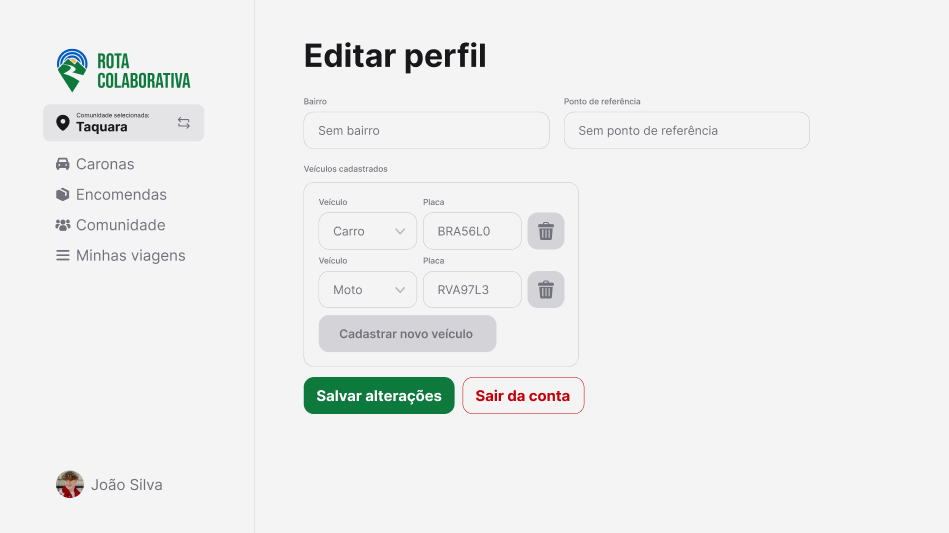 ROTA
COLABORATIVA
Comunidade selecionada:
Taquara
Caronas
Encomendas
Comunidade
Minhas viagens
João Silva
Editar perfil
Bairro
Ponto de referência
Sem bairro
Sem ponto de referência
Veículos cadastrados
Veículo
Placa
Carro
BRA56L0
Veículo
Placa
Moto
RVA97L3
Cadastrar novo veículo
Salvar alterações
Sair da conta